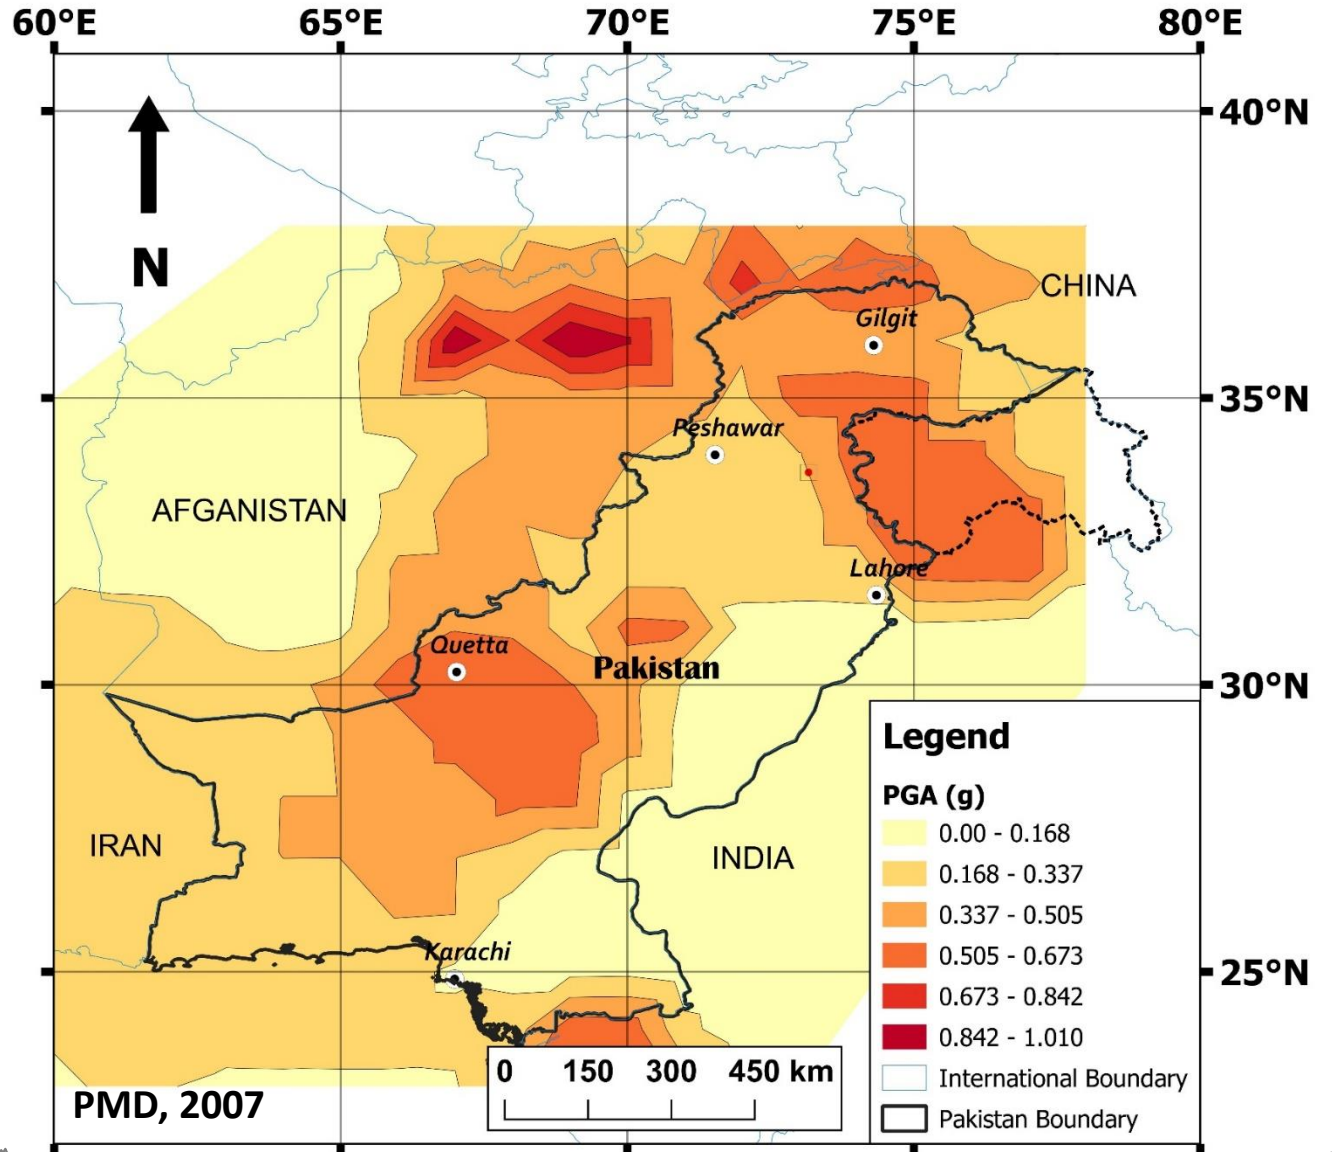 60°E 65°E 70°E 75°E 80°E
40°N
N
CHINA
Gilgit
35°N
Peshawar
AFGANISTAN
Lahore
Quetta
Pakistan
30°N
Legend
PGA (g)
0.00 - 0.168
0.168 - 0.337
0.337 - 0.505
0.505 - 0.673
0.673 - 0.842
0.842 - 1.010
International Boundary
Pakistan Boundary
IRAN
INDIA
Karachi
25°N
0 150 300 450 km
PMD, 2007